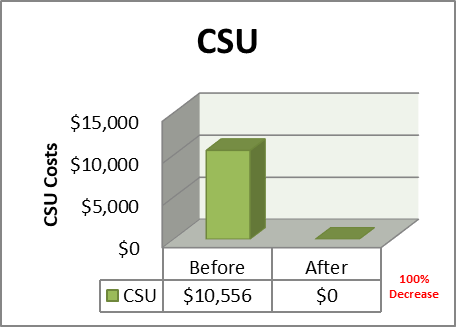 CSU
CSU Costs
$15,000
$10,000
$5,000
$0
Before After
CSU $10,556 $0
100%
Decrease